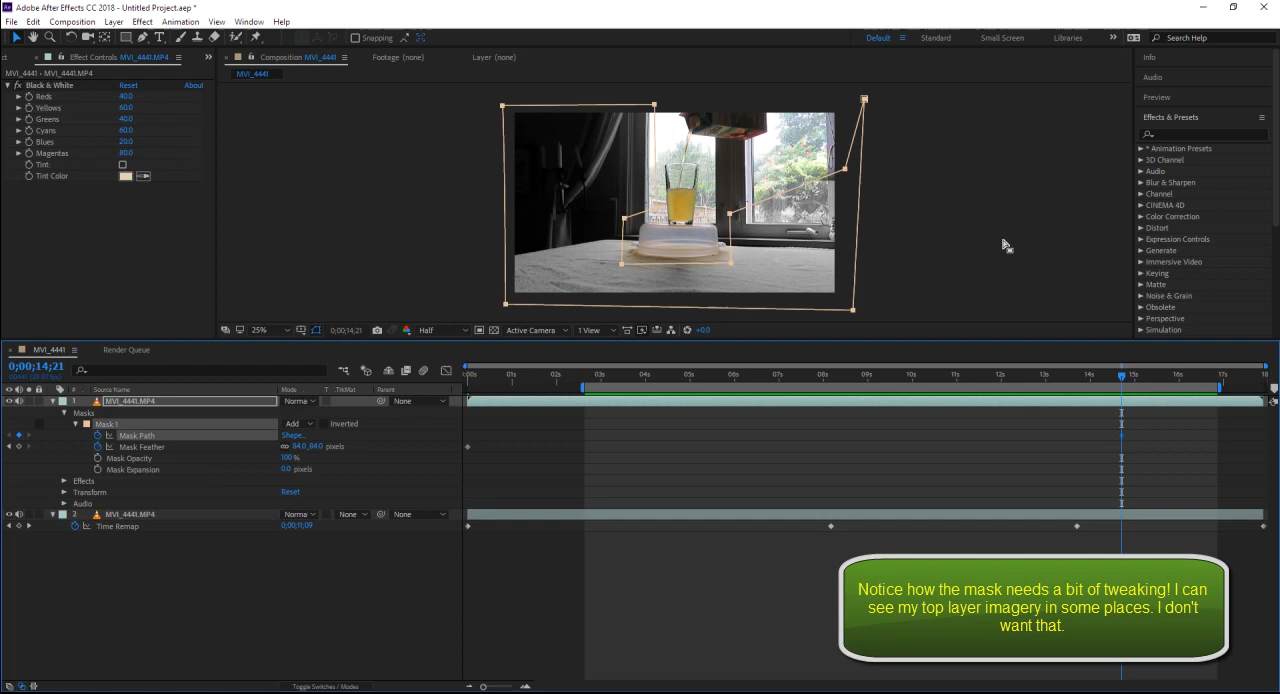 Adobe After Effects CC 2018 - Untitled Project.aep *
File Edit Composition Layer Effect Animation View Window Help
Snapping
Default Standard Small Screen Libraries Search Help
Effect Controls MVI_4441.MP4
MVI_4441 • MVI_4441.MP4
fx Black & White Reset About
Reds 40.0
Yellows 60.0
Greens 40.0
Cyans 60.0
Blues 20.0
Magentas 80.0
Tint:
Tint Color
Composition MVI_4441
Footage (none)
Layer (none)
MVI_4441
25% 0;00;14;21 Half Active Camera 1 View +0.0
Info
Audio
Preview
Effects & Presets
* Animation Presets
3D Channel
Audio
Blur & Sharpen
Channel
CINEMA 4D
Color Correction
Distort
Expression Controls
Generate
Immersive Video
Keying
Matte
Noise & Grain
Obsolete
Perspective
Simulation
MVI_4441
Render Queue
0;00;14;21
# Source Name Mode T .TrkMat Parent
1 MVI_4441.MP4 Norma None
Masks
Mask 1 Add Inverted
Mask Path Shape...
Mask Feather 84.0,84.0 pixels
Mask Opacity 100 %
Mask Expansion 0.0 pixels
Effects
Transform Reset
Audio
2 MVI_4441.MP4 Norma None None
Time Remap 0;00;11;09
:00s 01s 02s 03s 04s 05s 06s 07s 08s 09s 10s 11s 12s 13s 14s 15s 16s 17s 18
Toggle Switches / Modes
Notice how the mask needs a bit of tweaking! I can
see my top layer imagery in some places. I don't
want that.